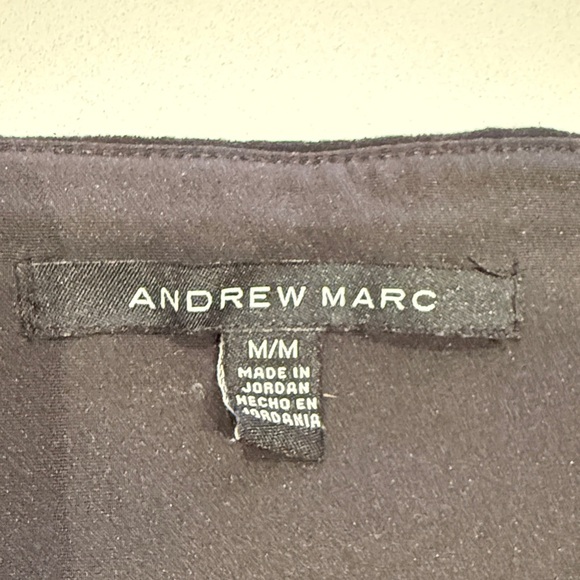 ANDREW MARC
M/M
MADE IN
JORDAN
HECHO EN
JORDANIA